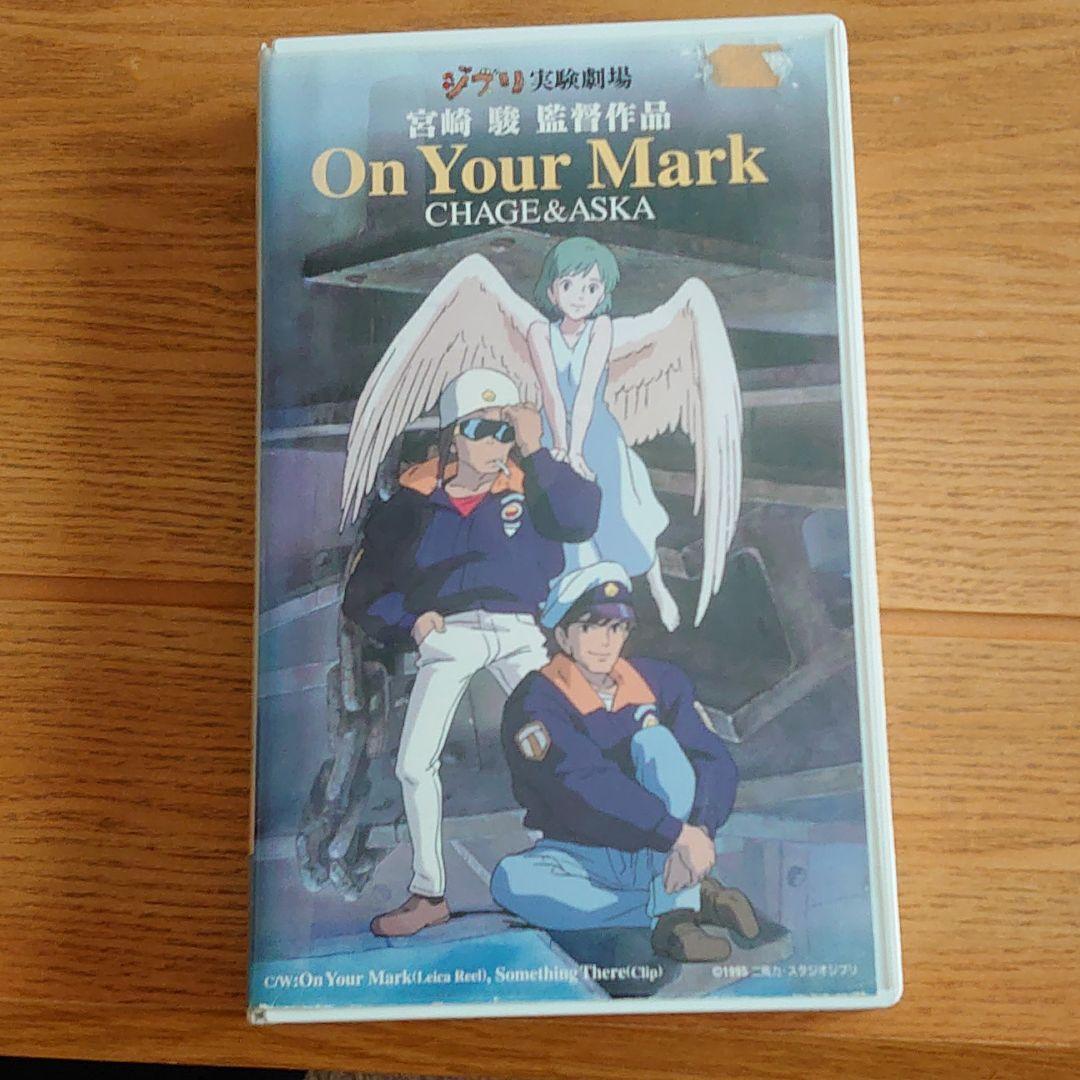 ジブリ実験劇場
宮崎 駿 監督作品
On Your Mark
CHAGE&ASKA
C/W:On Your Mark(Leica Reel), Something There(Clip)
©1995 二馬力・スタジオジブリ